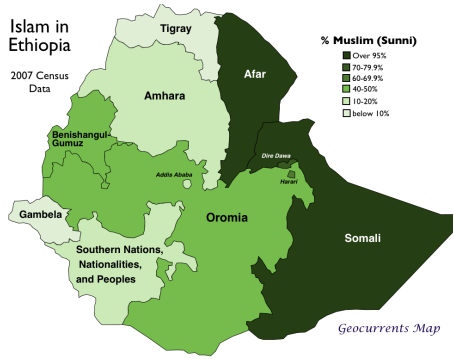 Islam in
Ethiopia
2007 Census
Data
% Muslim (Sunni)
Over 95%
70-79.9%
60-69.9%
40-50%
10-20%
below 10%
Tigray
Afar
Amhara
Benishangul-
Gumuz
Dire Dawa
Addis Ababa
Harari
Gambela
Oromia
Somali
Southern Nations,
Nationalities,
and Peoples
Geocurrents Map